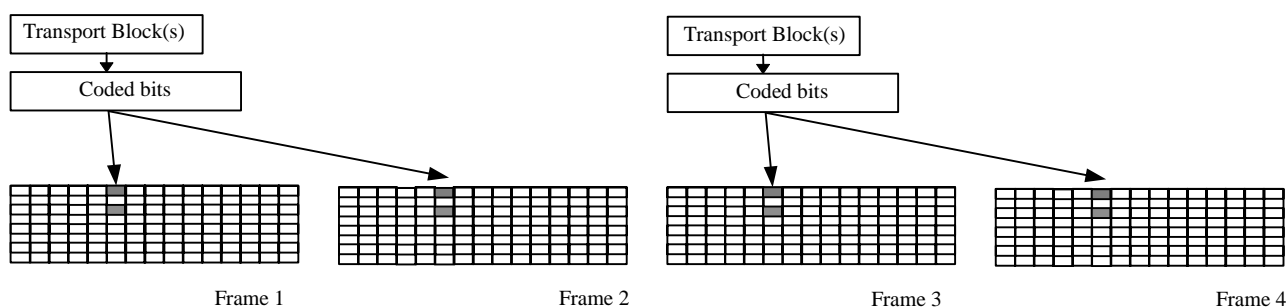 Transport Block(s)
Coded bits
Transport Block(s)
Coded bits
Frame 1
Frame 2
Frame 3
Frame 4